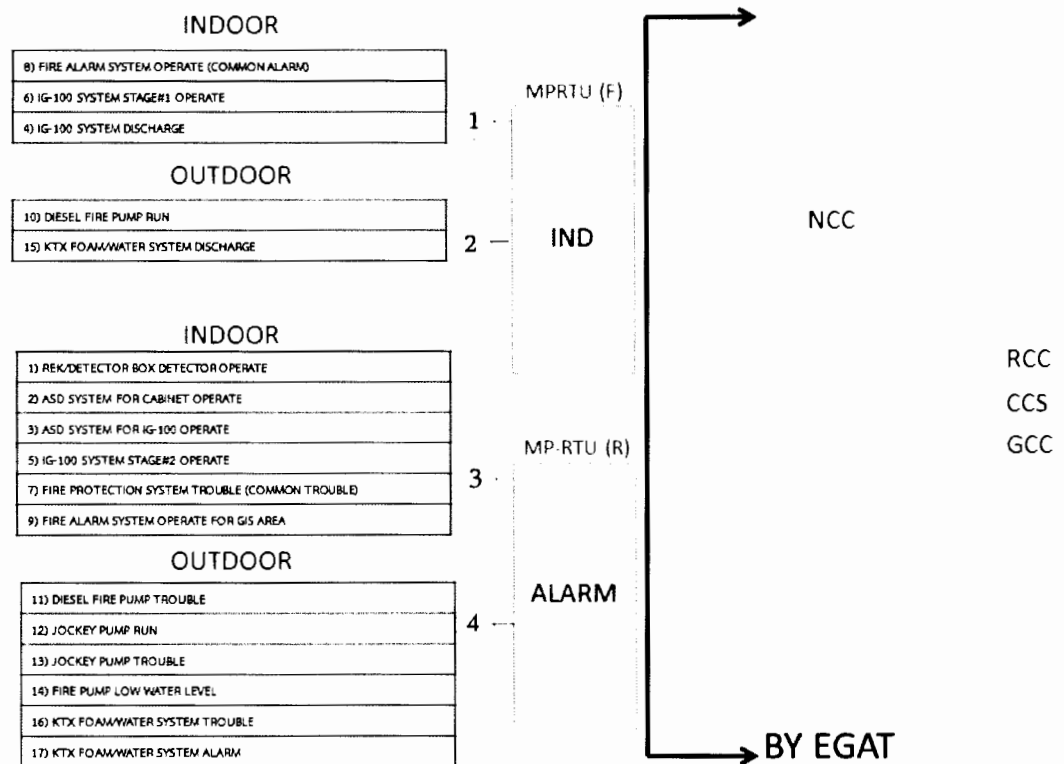 INDOOR
8) FIRE ALARM SYSTEM OPERATE (COMMON ALARM)
6) IG-100 SYSTEM STAGE#1 OPERATE
4) IG-100 SYSTEM DISCHARGE
1
MPRTU (F)
OUTDOOR
10) DIESEL FIRE PUMP RUN
15) KTX FOAM/WATER SYSTEM DISCHARGE
2
IND
NCC
INDOOR
1) REK/DETECTOR BOX DETECTOR OPERATE
2) ASD SYSTEM FOR CABINET OPERATE
3) ASD SYSTEM FOR IG-100 OPERATE
5) IG-100 SYSTEM STAGE#2 OPERATE
7) FIRE PROTECTION SYSTEM TROUBLE (COMMON TROUBLE)
9) FIRE ALARM SYSTEM OPERATE FOR GIS AREA
3
MP-RTU (R)
RCC
CCS
GCC
OUTDOOR
11) DIESEL FIRE PUMP TROUBLE
12) JOCKEY PUMP RUN
13) JOCKEY PUMP TROUBLE
14) FIRE PUMP LOW WATER LEVEL
16) KTX FOAM/WATER SYSTEM TROUBLE
17) KTX FOAM/WATER SYSTEM ALARM
4
ALARM
BY EGAT